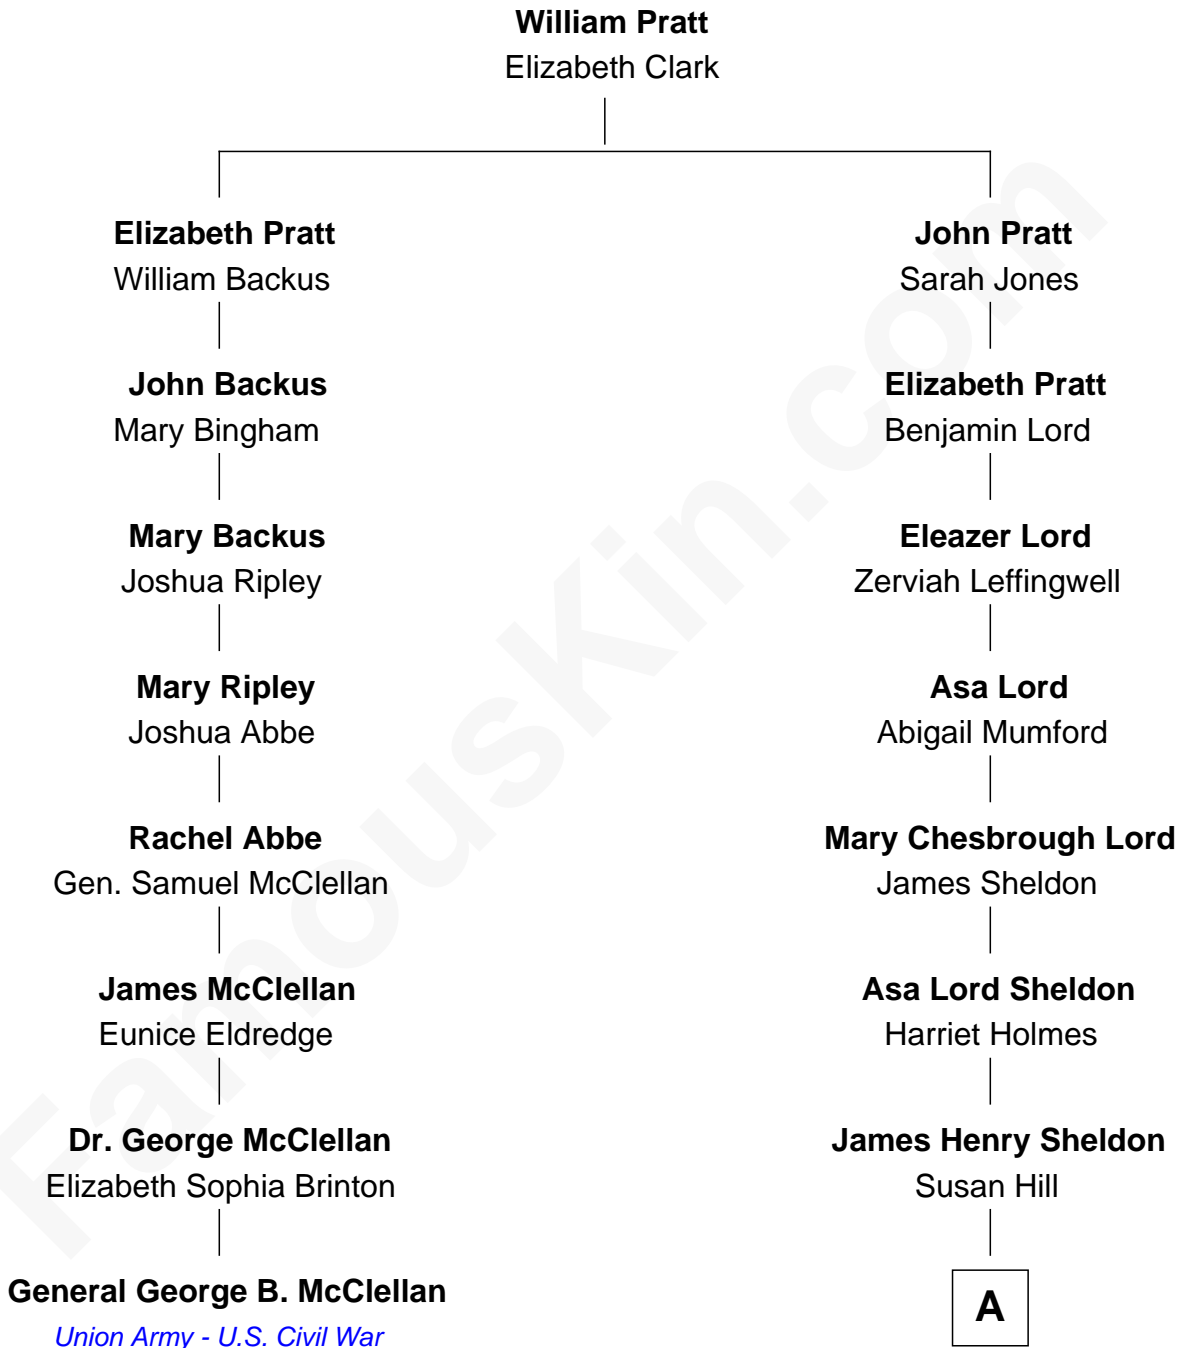 William Pratt
Elizabeth Clark
Elizabeth Pratt
William Backus
John Backus
Mary Bingham
Mary Backus
Joshua Ripley
Mary Ripley
Joshua Abbe
Rachel Abbe
Gen. Samuel McClellan
James McClellan
Eunice Eldredge
Dr. George McClellan
Elizabeth Sophia Brinton
General George B. McClellan
Union Army - U.S. Civil War
John Pratt
Sarah Jones
Elizabeth Pratt
Benjamin Lord
Eleazer Lord
Zerviah Leffingwell
Asa Lord
Abigail Mumford
Mary Chesbrough Lord
James Sheldon
Asa Lord Sheldon
Harriet Holmes
James Henry Sheldon
Susan Hill
A
FamousKin.com